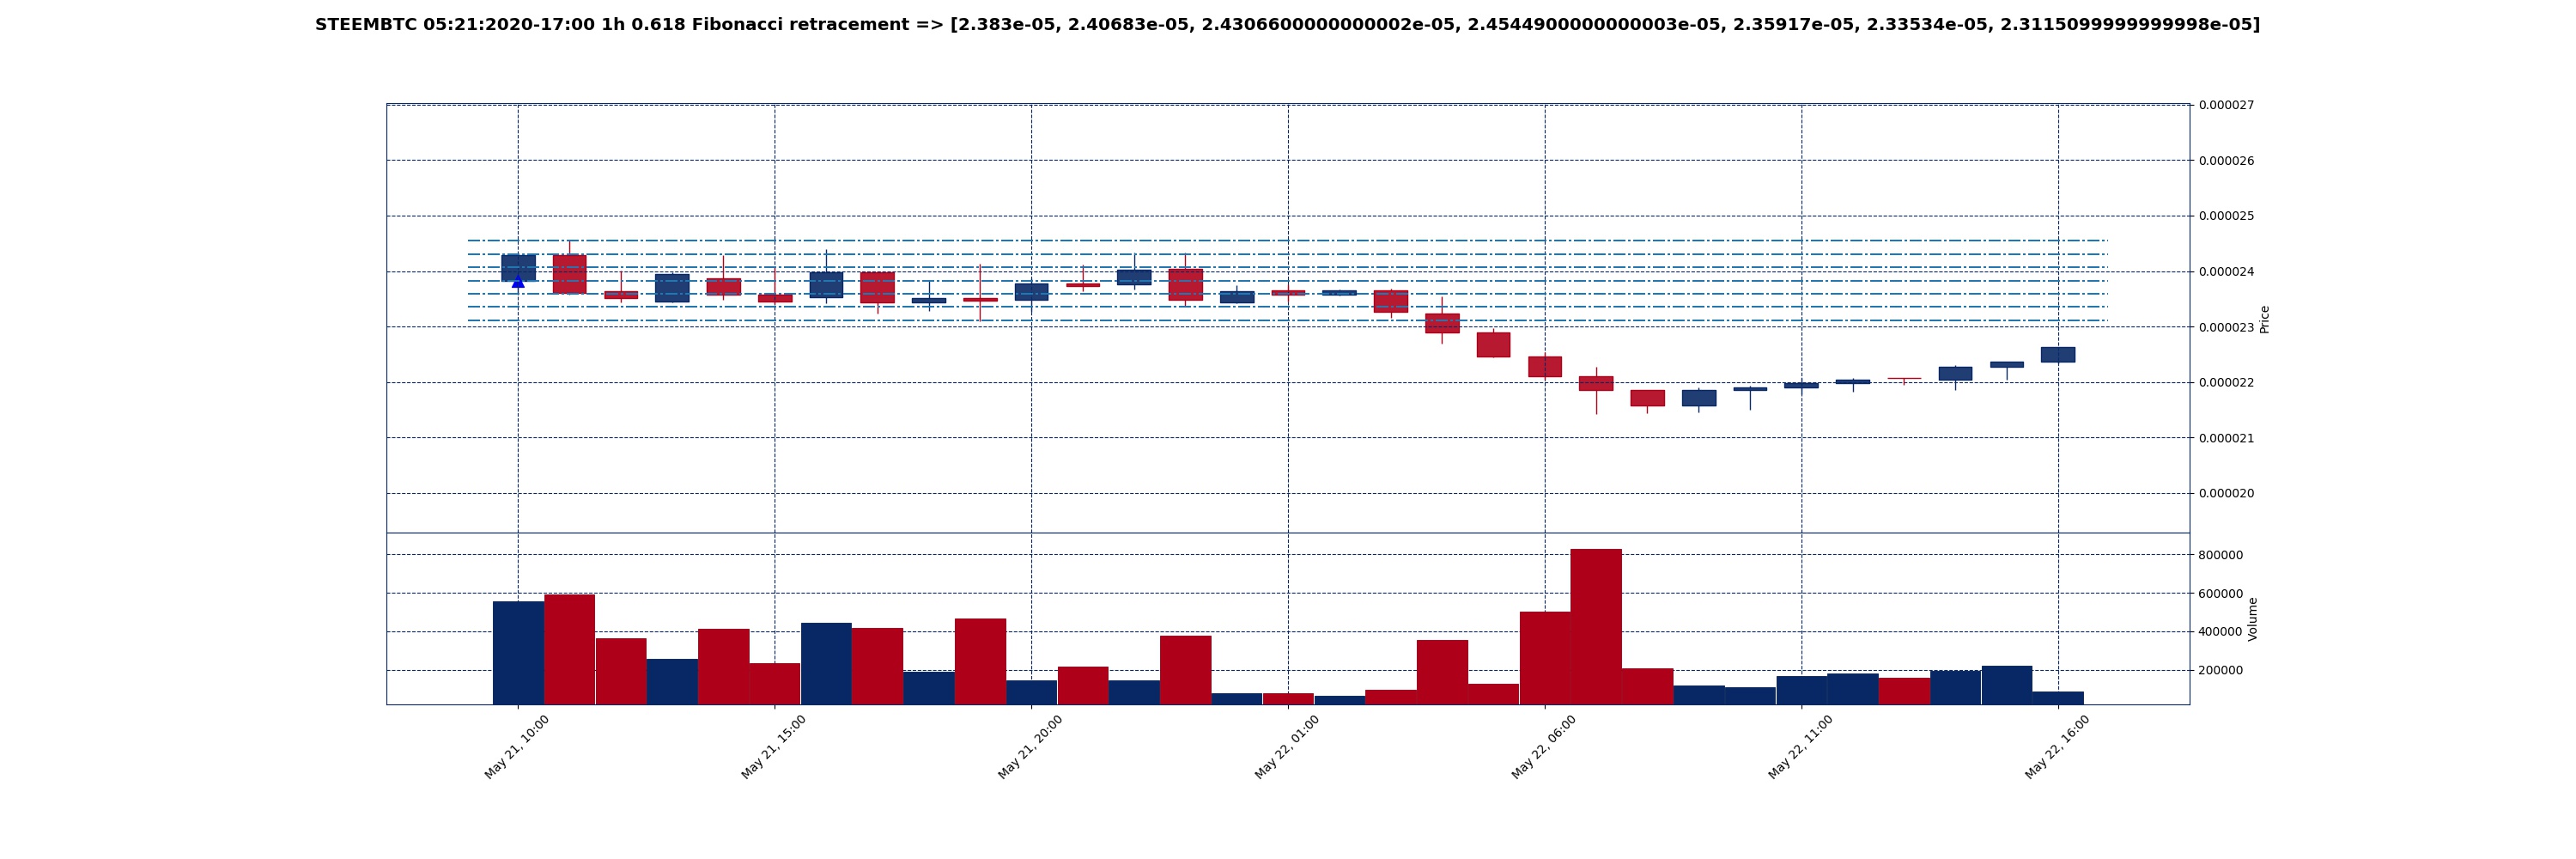 STEEMBTC 05:21:2020-17:00 1h 0.618 Fibonacci retracement => [2.383e-05, 2.40683e-05, 2.4306600000000002e-05, 2.4544900000000003e-05, 2.35917e-05, 2.33534e-05, 2.3115099999999998e-05]
0.000027
0.000026
0.000025
0.000024
0.000023
0.000022
0.000021
0.000020
Price
800000
600000
400000
200000
Volume
May 21, 10:00
May 21, 15:00
May 21, 20:00
May 22, 01:00
May 22, 06:00
May 22, 11:00
May 22, 16:00